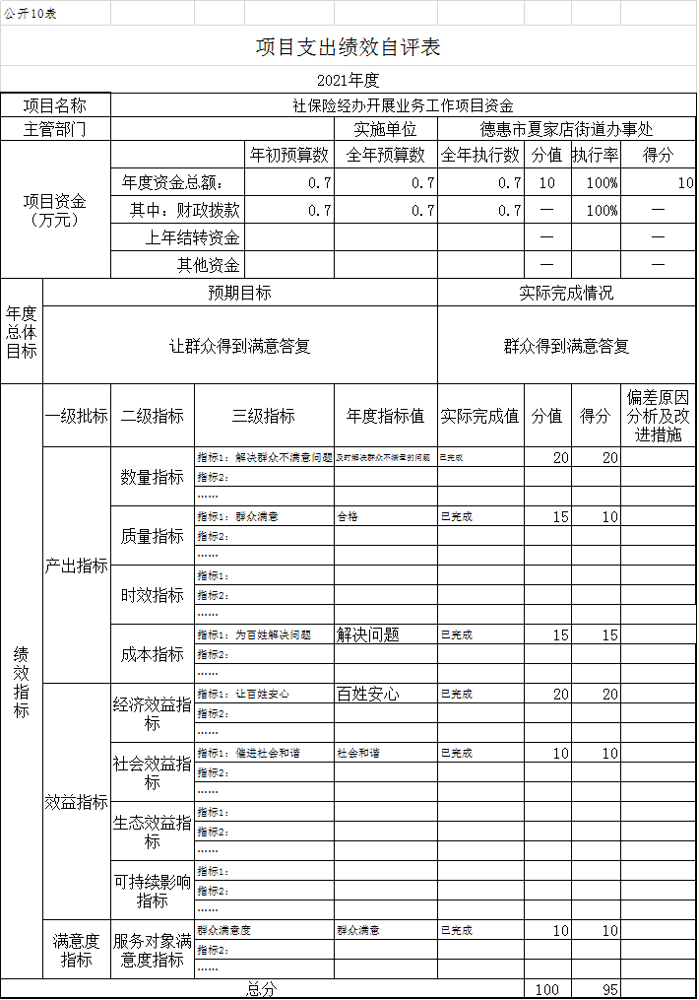 公开10表
项目支出绩效自评表
2021年度
项目名称 社保险经办开展业务工作项目资金
主管部门 实施单位 德惠市夏家店街道办事处
项目资金
（万元）
年初预算数 全年预算数 全年执行数 分值 执行率 得分
年度资金总额： 0.7 0.7 0.7 10 100% 10
其中：财政拨款 0.7 0.7 0.7 — 100% —
上年结转资金 — —
其他资金 — —
年度
总体
目标
预期目标 实际完成情况
让群众得到满意答复 群众得到满意答复
绩
效
指
标
一级批标 二级指标 三级指标 年度指标值 实际完成值 分值 得分
偏差原因
分析及改
进措施
产出指标
数量指标
指标1：解决群众不满意问题 及时解决群众不满意的问题 已完成 20 20
指标2：
……
质量指标
指标1：群众满意 合格 已完成 15 10
指标2：
……
时效指标
指标1：
指标2：
……
成本指标
指标1：为百姓解决问题 解决问题 已完成 15 15
指标2：
……
效益指标
经济效益指
标
指标1：让百姓安心 百姓安心 已完成 20 20
指标2：
……
社会效益指
标
指标1：催进社会和谐 社会和谐 已完成 10 10
指标2：
……
生态效益指
标
指标1：
指标2：
……
可持续影响
指标
指标1：
指标2：
……
满意度
指标
服务对象满
意度指标
群众满意度 群众满意 已完成 10 10
指标2：
……
总分 100 95